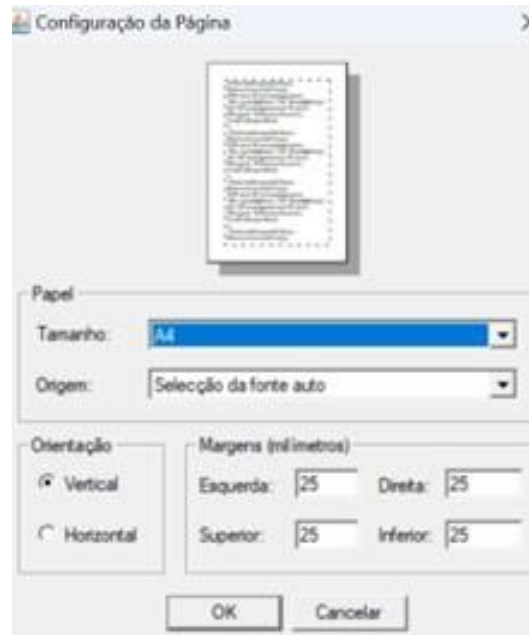 Configuração da Página
Papel
Tamanho: A4
Origem: Selecção da fonte auto
Orientação
Vertical
Horizontal
Margens (milímetros)
Esquerda: 25 Direita: 25
Superior: 25 Inferior: 25
OK Cancelar